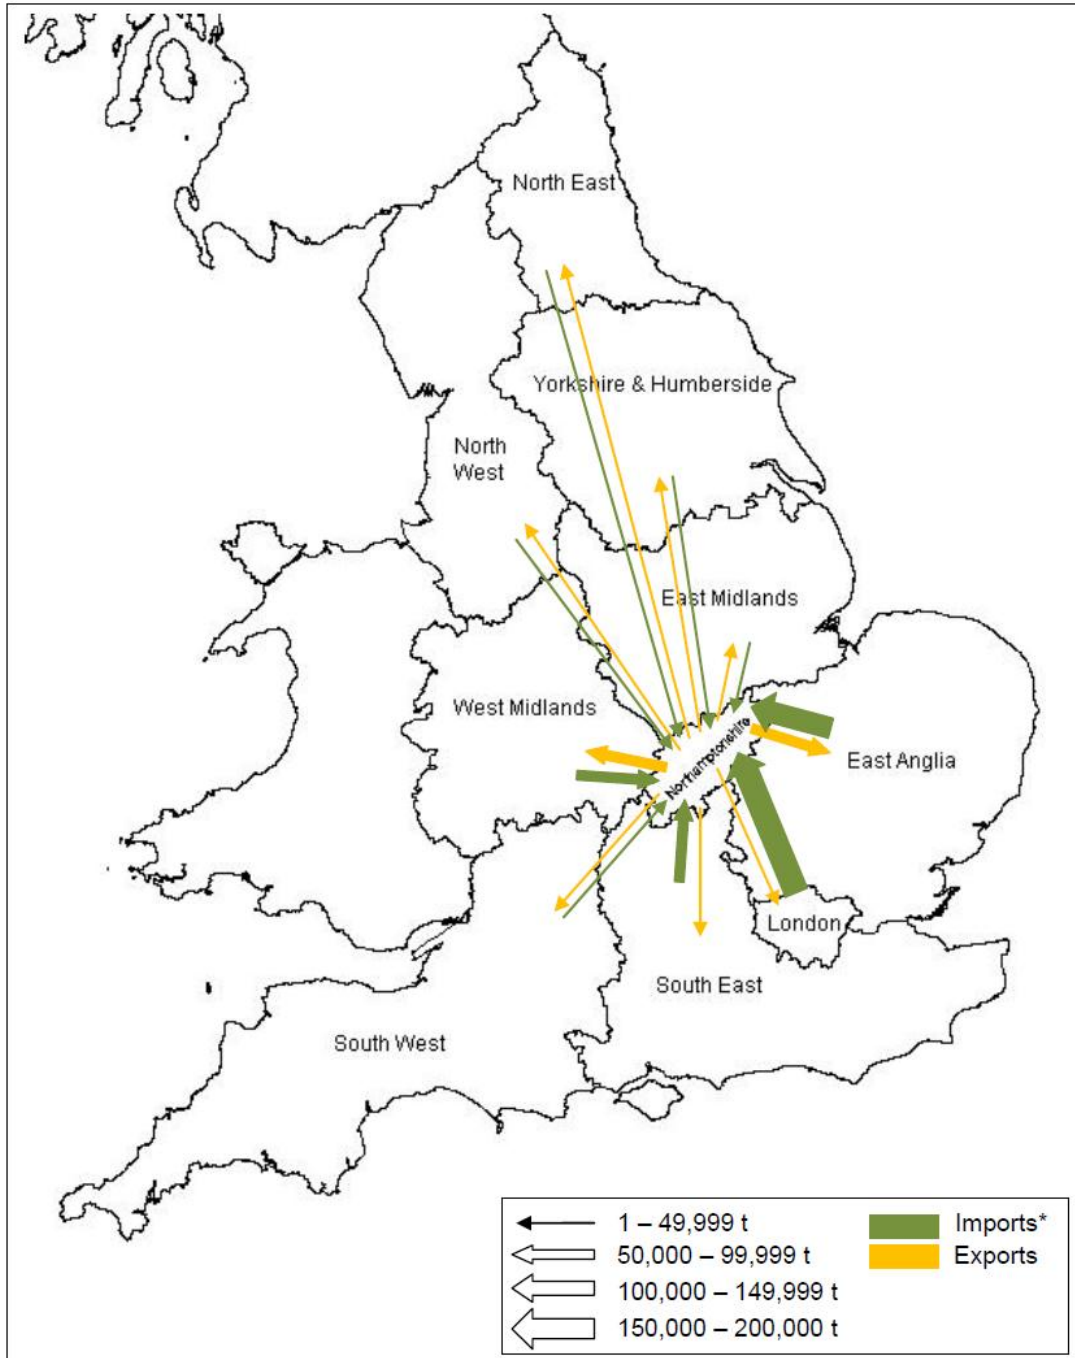 North East
Yorkshire & Humberside
North
West
East Midlands
West Midlands
Northamptonshire
East Anglia
London
South East
South West
1 – 49,999 t
50,000 – 99,999 t
100,000 – 149,999 t
150,000 – 200,000 t
Imports*
Exports